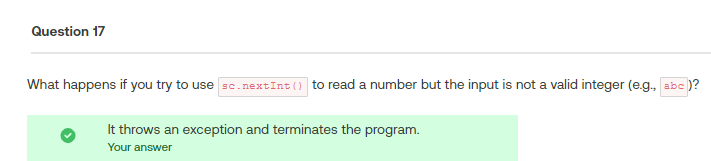 Question 17
What happens if you try to use sc.nextInt() to read a number but the input is not a valid integer (e.g., abc)?
It throws an exception and terminates the program.
Your answer